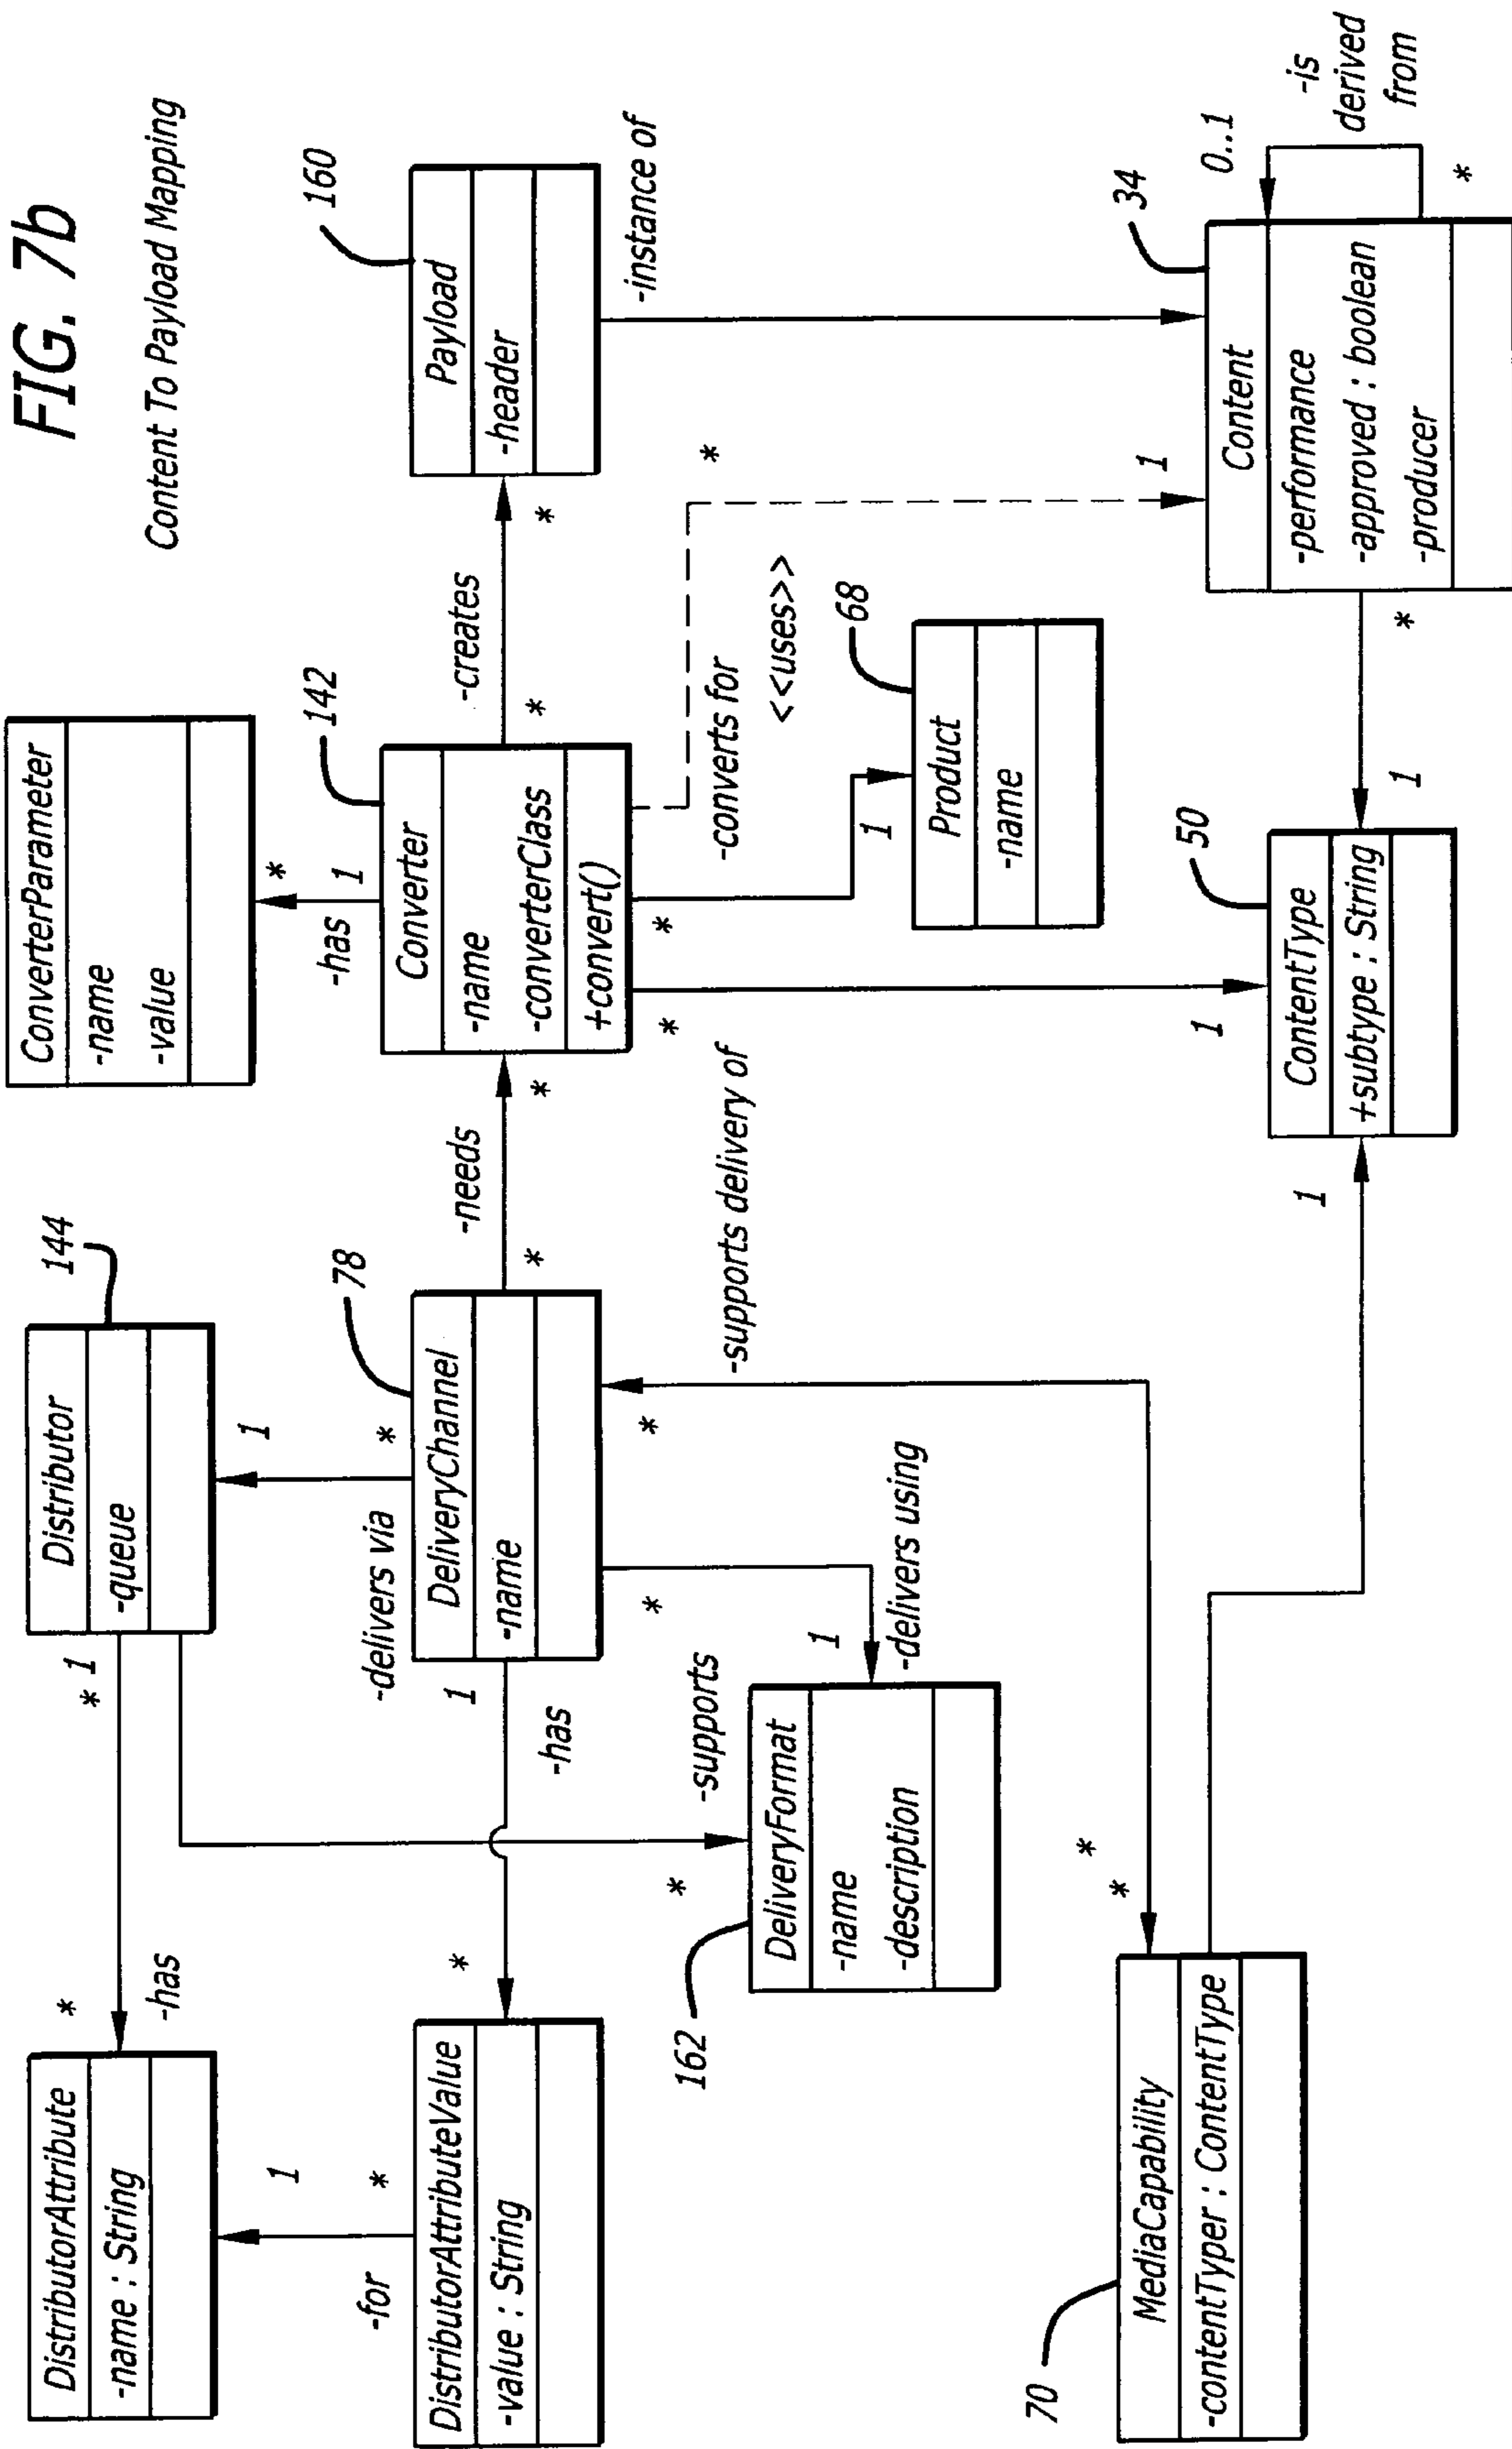 FIG. 7b
Content To Payload Mapping
DistributorAttribute
-name : String
*
-has
* 1
Distributor
-queue
144
ConverterParameter
-name
-value
1
-for
*
1
-delivers via
*
-has
*
1
142
160
78
DistributorAttributeValue
-value : String
*
1
-has
DeliveryChannel
-name
-needs
*
*
Converter
-name
-converterClass
+convert()
-creates
*
*
Payload
-header
-instance of
162
*
-supports
*
*
-supports delivery of
*
*
-converts for
<<uses>>
*
DeliveryFormat
-name
-description
1
-delivers using
1
68
Product
-name
70
*
*
MediaCapability
-contentTyper : ContentType
1
1
50
ContentType
+subtype : String
1
*
1
34
Content
-performance
-approved : boolean
-producer
0..1
-is
derived
from
*